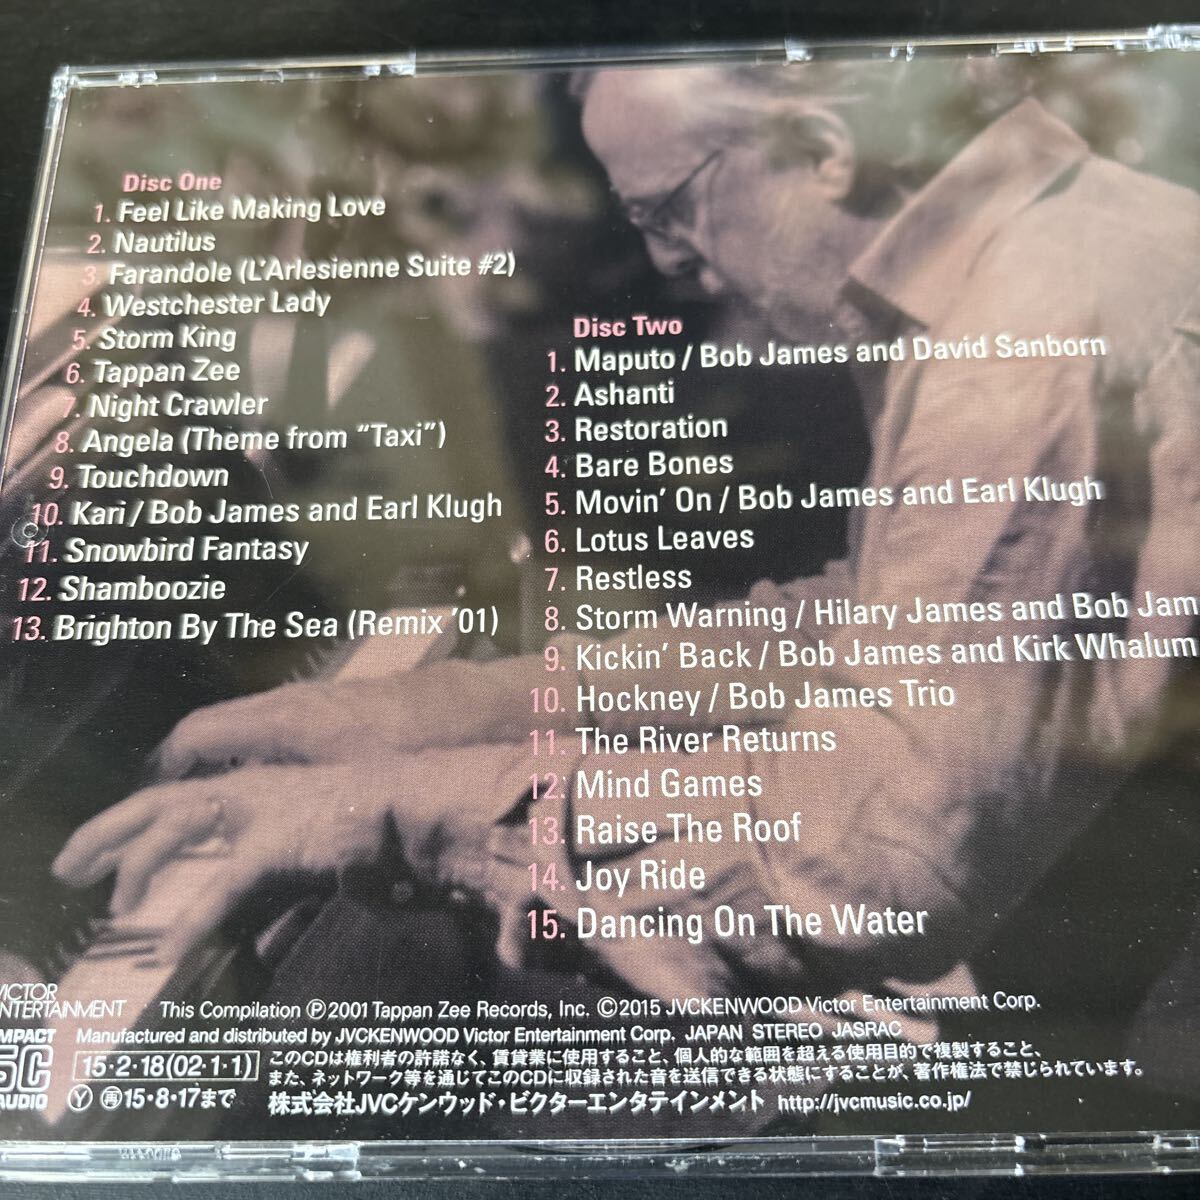 Disc One
1. Feel Like Making Love
2. Nautilus
3. Farandole (L'Arlesienne Suite #2)
4. Westchester Lady
5. Storm King
6. Tappan Zee
7. Night Crawler
8. Angela (Theme from "Taxi")
9. Touchdown
10. Kari / Bob James and Earl Klugh
11. Snowbird Fantasy
12. Shamboozie
13. Brighton By The Sea (Remix '01)
Disc Two
1. Maputo / Bob James and David Sanborn
2. Ashanti
3. Restoration
4. Bare Bones
5. Movin' On / Bob James and Earl Klugh
6. Lotus Leaves
7. Restless
8. Storm Warning / Hilary James and Bob Jam
9. Kickin' Back / Bob James and Kirk Whalum
10. Hockney / Bob James Trio
11. The River Returns
12. Mind Games
13. Raise The Roof
14. Joy Ride
15. Dancing On The Water
VICTOR
ENTERTAINMENT
This Compilation ℗2001 Tappan Zee Records, Inc. ©2015 JVCKENWOOD Victor Entertainment Corp.
Manufactured and distributed by JVCKENWOOD Victor Entertainment Corp. JAPAN STEREO JASRAC
15・2・18(02・1・1) このCDは権利者の許諾なく、賃貸業に使用すること、個人的な範囲を超える使用目的で複製すること、
また、ネットワーク等を通じてこのCDに収録された音を送信できる状態にすることが、著作権法で禁じられています。
Ⓨ ㊢15・8・17まで 株式会社JVCケンウッド・ビクターエンタテインメント http://jvcmusic.co.jp/
MPACT
AUDIO